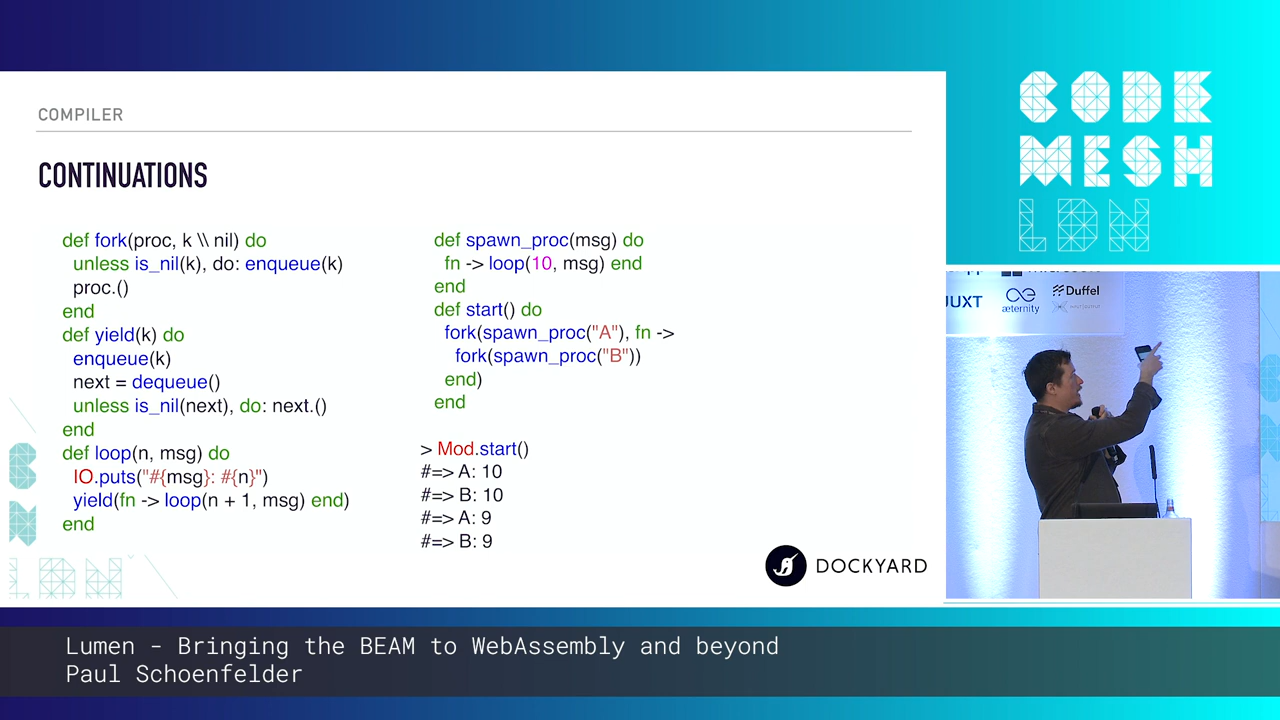 COMPILER
CONTINUATIONS
def fork(proc, k \\ nil) do
unless is_nil(k), do: enqueue(k)
proc.()
end
def yield(k) do
enqueue(k)
next = dequeue()
unless is_nil(next), do: next.()
end
def loop(n, msg) do
IO.puts("#{msg}: #{n}")
yield(fn -> loop(n + 1, msg) end)
end
def spawn_proc(msg) do
fn -> loop(10, msg) end
end
def start() do
fork(spawn_proc("A"), fn ->
fork(spawn_proc("B"))
end)
end
> Mod.start()
#=> A: 10
#=> B: 10
#=> A: 9
#=> B: 9
DOCKYARD
CODE
MESH
LDN
JUXT
æternity
Duffel
LDN
Lumen - Bringing the BEAM to WebAssembly and beyond
Paul Schoenfelder